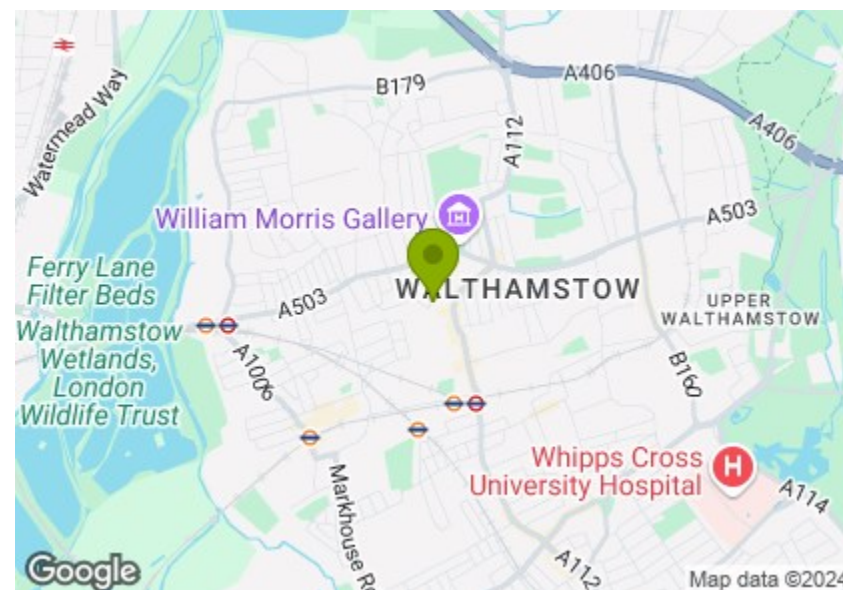 Watermead Way
B179
A406
A406
A112
William Morris Gallery
A503
Ferry Lane
Filter Beds
WALTHAMSTOW
A503
UPPER
WALTHAMSTOW
Walthamstow
Wetlands,
London
Wildlife Trust
A1006
B160
Whipps Cross
University Hospital
H
Markhouse R
A114
A112
Google
Map data ©2024